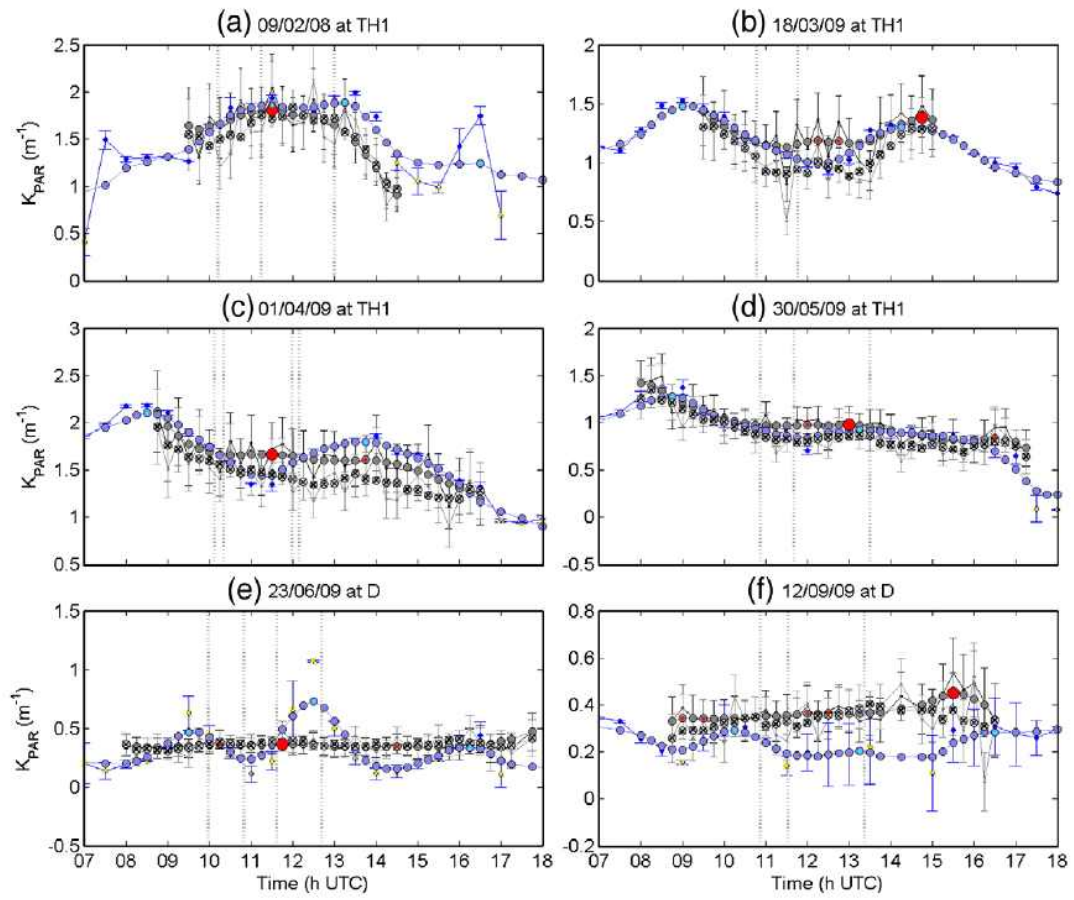 (a) 09/02/08 at TH1
(b) 18/03/09 at TH1
2.5
2
1.5
1
0.5
0
K_PAR (m⁻¹)
2
1.5
1
0.5
0
(c) 01/04/09 at TH1
(d) 30/05/09 at TH1
3
2.5
2
1.5
1
0.5
K_PAR (m⁻¹)
2
1.5
1
0.5
0
-0.5
(e) 23/06/09 at D
(f) 12/09/09 at D
1.5
1
0.5
0
-0.5
K_PAR (m⁻¹)
0.8
0.6
0.4
0.2
0
-0.2
07 08 09 10 11 12 13 14 15 16 17 18
07 08 09 10 11 12 13 14 15 16 17 18
Time (h UTC)
Time (h UTC)